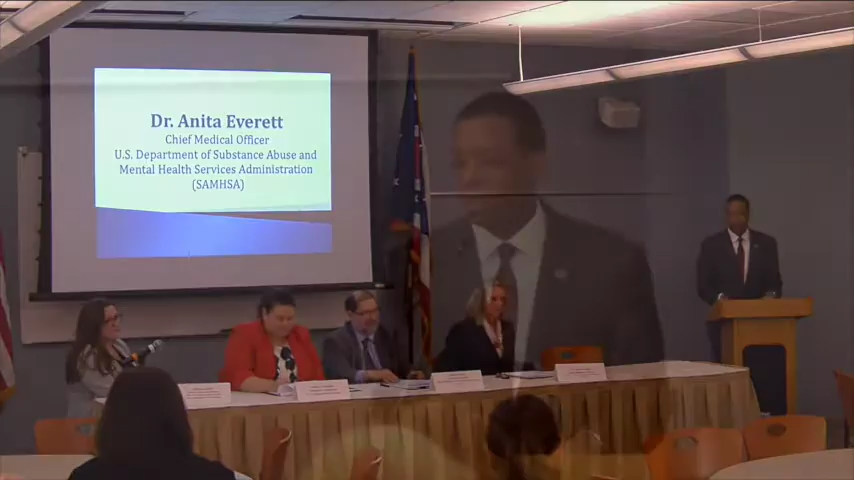 Dr. Anita Everett
Chief Medical Officer
U.S. Department of Substance Abuse and
Mental Health Services Administration
(SAMHSA)